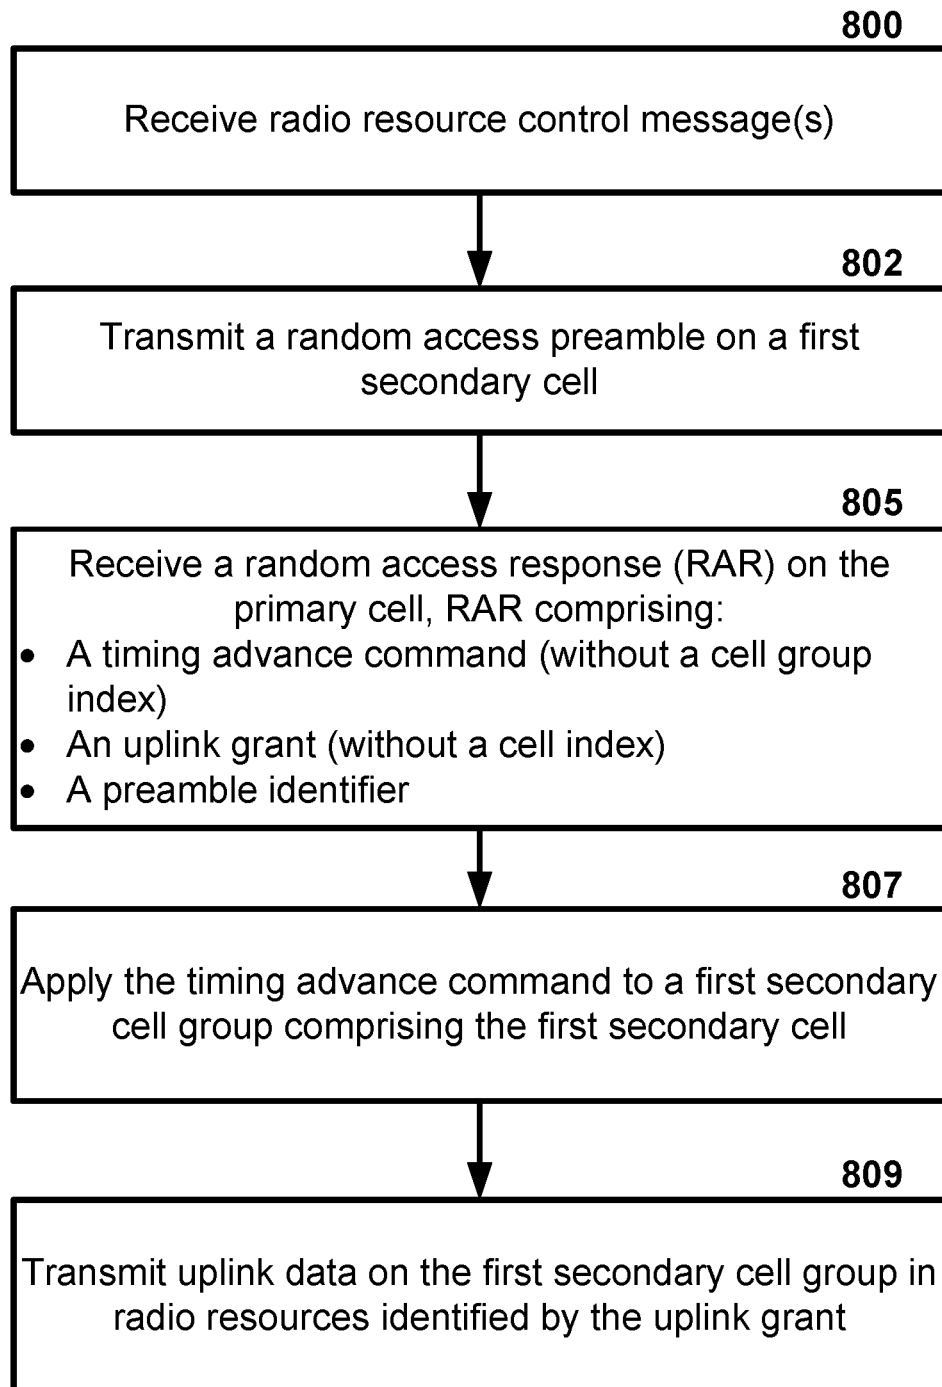 800
Receive radio resource control message(s)
802
Transmit a random access preamble on a first
secondary cell
805
Receive a random access response (RAR) on the
primary cell, RAR comprising:
• A timing advance command (without a cell group
index)
• An uplink grant (without a cell index)
• A preamble identifier
807
Apply the timing advance command to a first secondary
cell group comprising the first secondary cell
809
Transmit uplink data on the first secondary cell group in
radio resources identified by the uplink grant